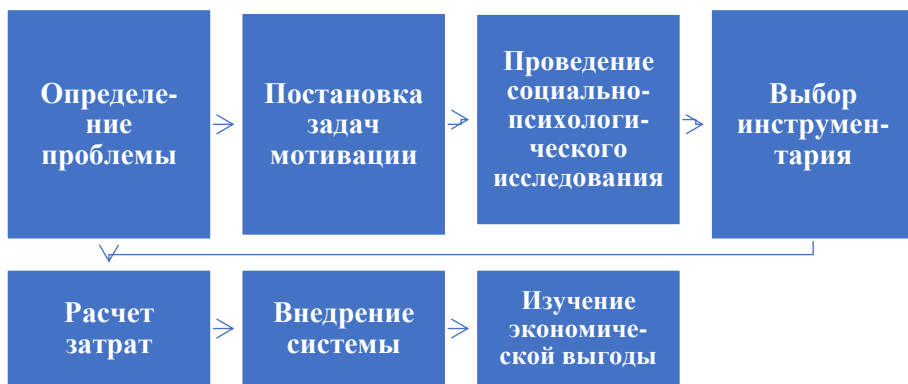 Определе-
ние
проблемы
Постановка
задач
мотивации
Проведение
социально-
психологи-
ческого
исследования
Выбор
инструмен-
тария
Расчет
затрат
Внедрение
системы
Изучение
экономиче-
ской выгоды